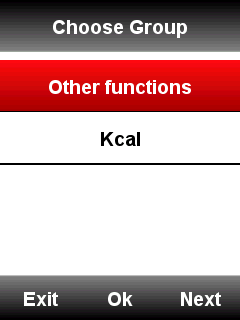 Choose Group
Other functions
Kcal
Exit Ok Next